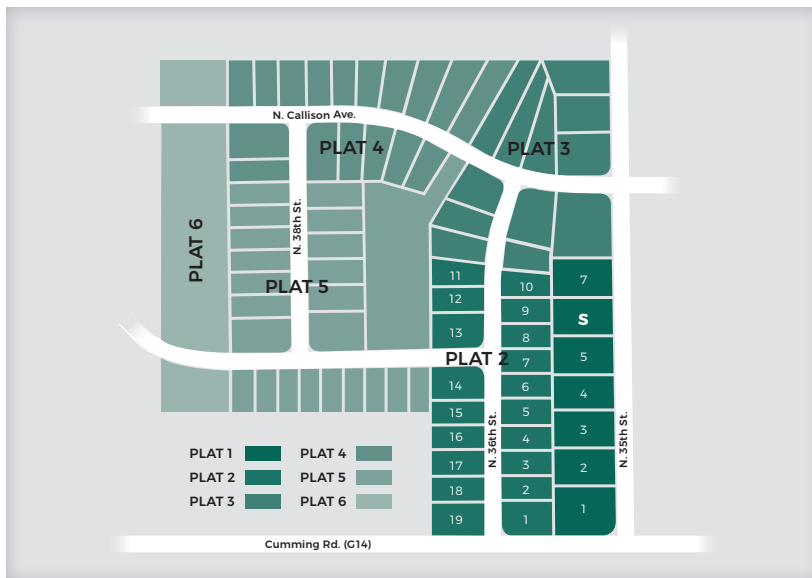 N. Callison Ave.
PLAT 4
PLAT 3
N. 38th St.
PLAT 6
PLAT 5
11
10
7
12
9
S
13
8
PLAT 2
7
5
14
6
4
15
5
N. 36th St.
N. 35th St.
16
4
3
17
3
2
18
2
19
1
1
PLAT 1
PLAT 4
PLAT 2
PLAT 5
PLAT 3
PLAT 6
Cumming Rd. (G14)